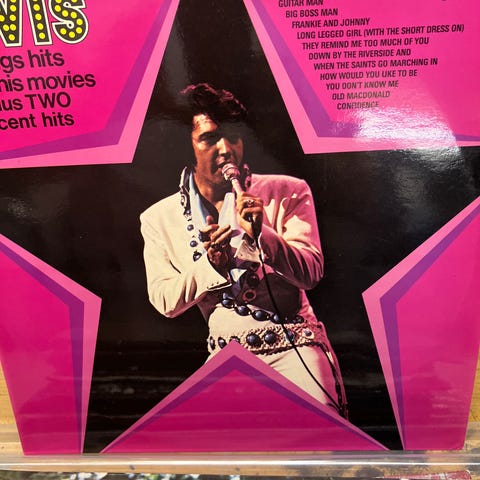 VIS
gs hits
his movies
lus TWO
cent hits
GUITAR MAN
BIG BOSS MAN
FRANKIE AND JOHNNY
LONG LEGGED GIRL (WITH THE SHORT DRESS ON)
THEY REMIND ME TOO MUCH OF YOU
DOWN BY THE RIVERSIDE AND
WHEN THE SAINTS GO MARCHING IN
HOW WOULD YOU LIKE TO BE
YOU DON'T KNOW ME
OLD MACDONALD
CONFIDENCE